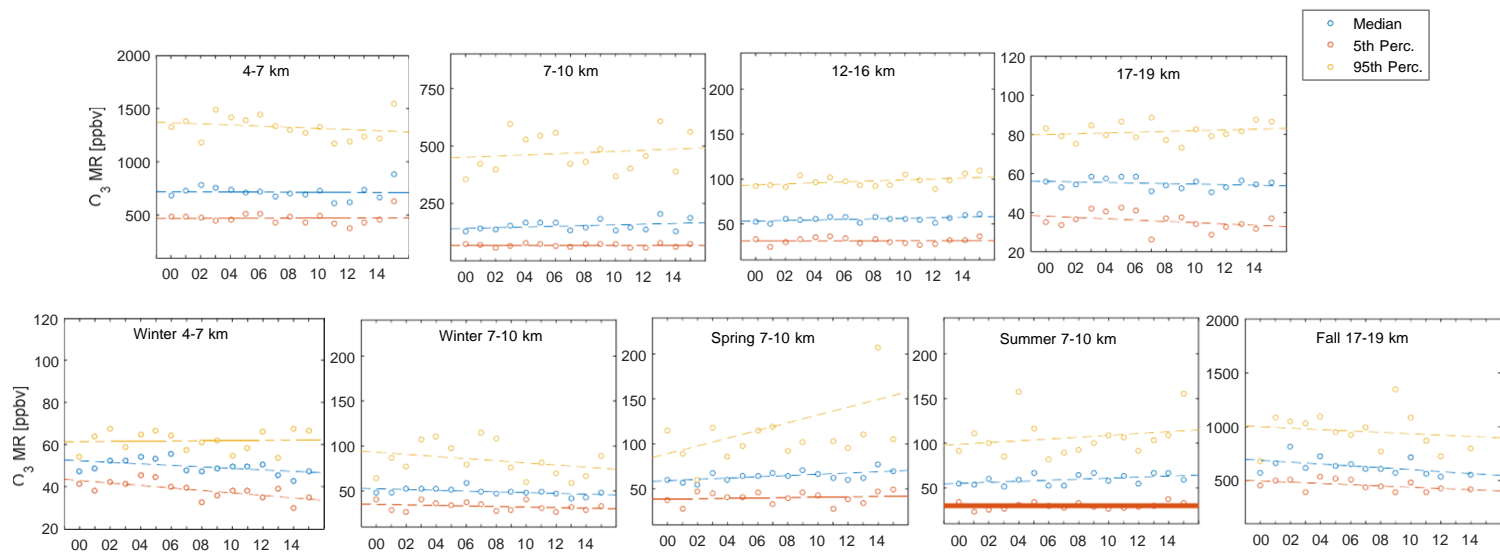 Median
5th Perc.
95th Perc.
O3 MR [ppbv]
4-7 km
2000
1500
1000
500
00 02 04 06 08 10 12 14
7-10 km
750
500
250
00 02 04 06 08 10 12 14
12-16 km
200
150
100
50
00 02 04 06 08 10 12 14
17-19 km
120
100
80
60
40
20
00 02 04 06 08 10 12 14
O3 MR [ppbv]
Winter 4-7 km
120
100
80
60
40
20
00 02 04 06 08 10 12 14
Winter 7-10 km
200
150
100
50
00 02 04 06 08 10 12 14
Spring 7-10 km
200
150
100
50
00 02 04 06 08 10 12 14
Summer 7-10 km
200
150
100
50
00 02 04 06 08 10 12 14
Fall 17-19 km
2000
1500
1000
500
00 02 04 06 08 10 12 14